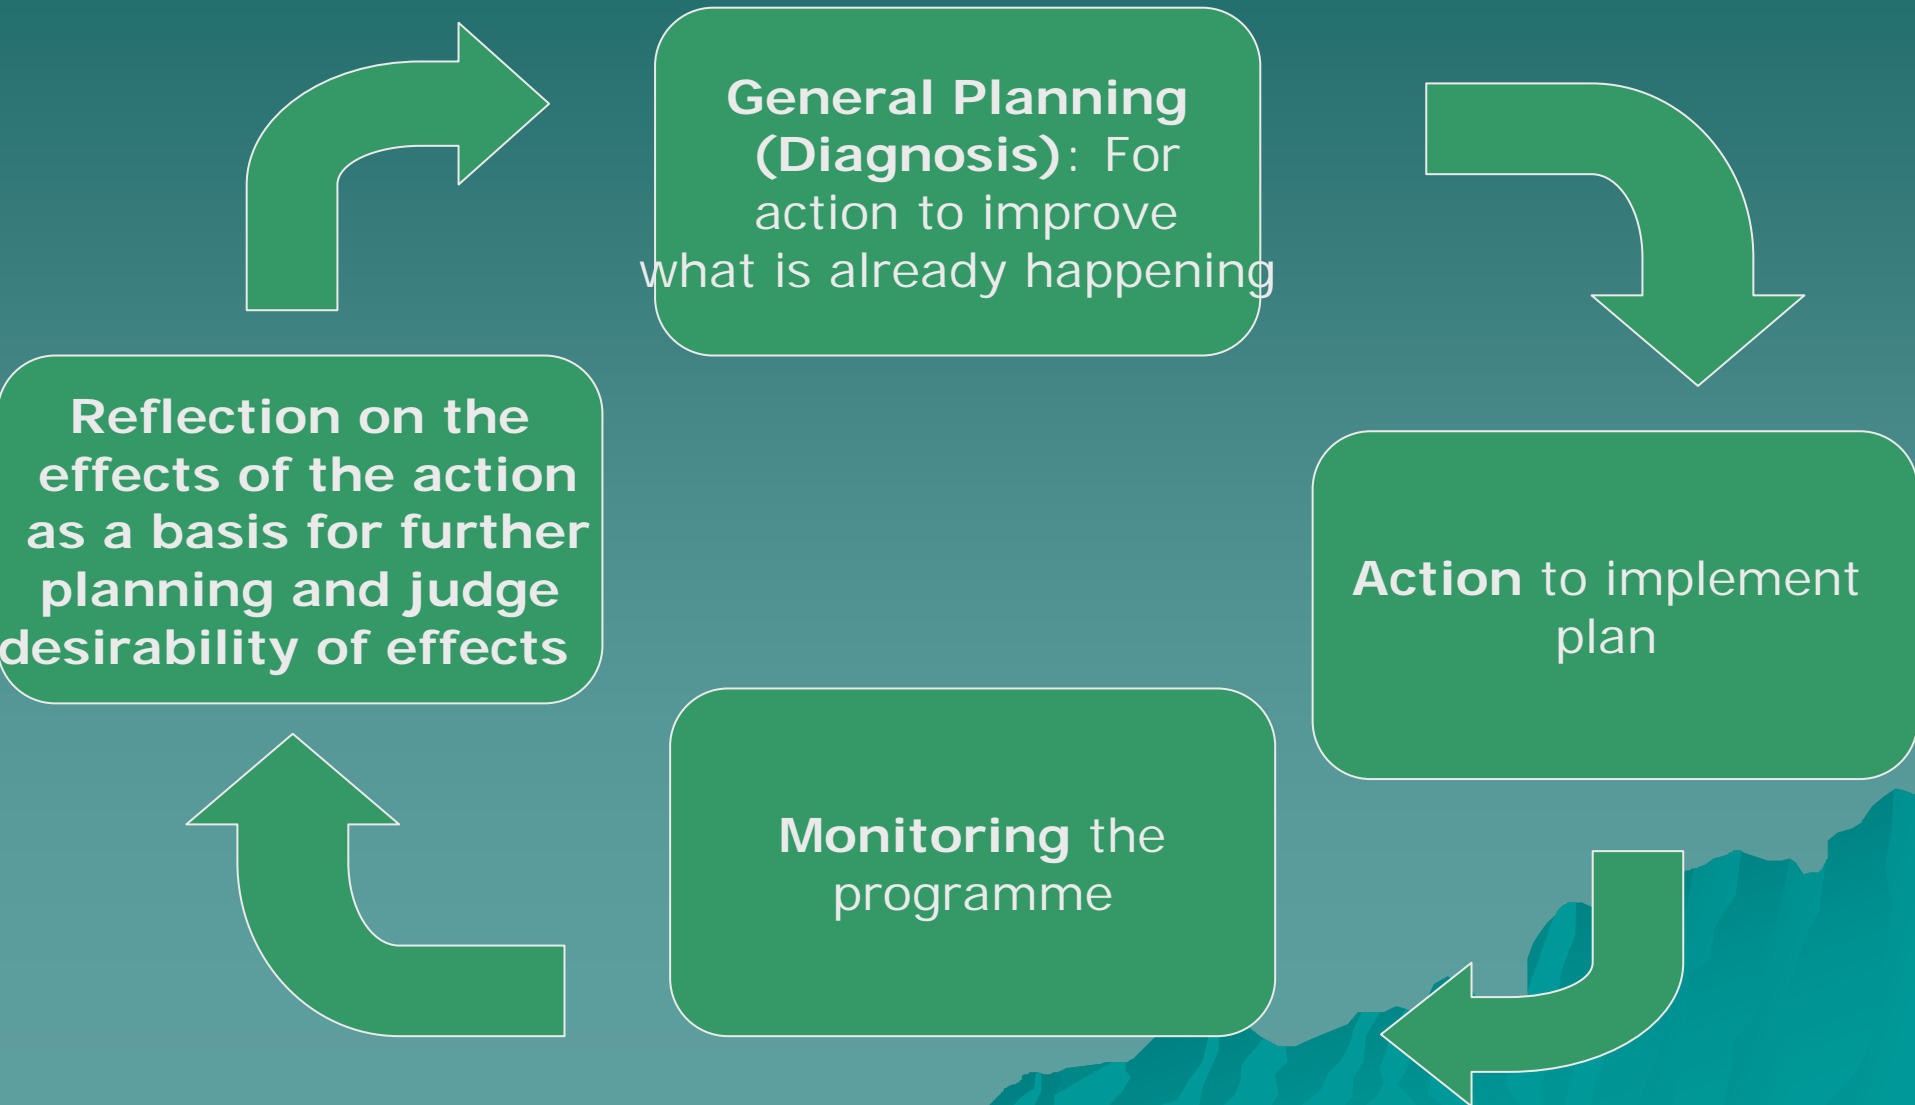 General Planning
(Diagnosis): For
action to improve
what is already happening
Action to implement
plan
Monitoring the
programme
Reflection on the
effects of the action
as a basis for further
planning and judge
desirability of effects